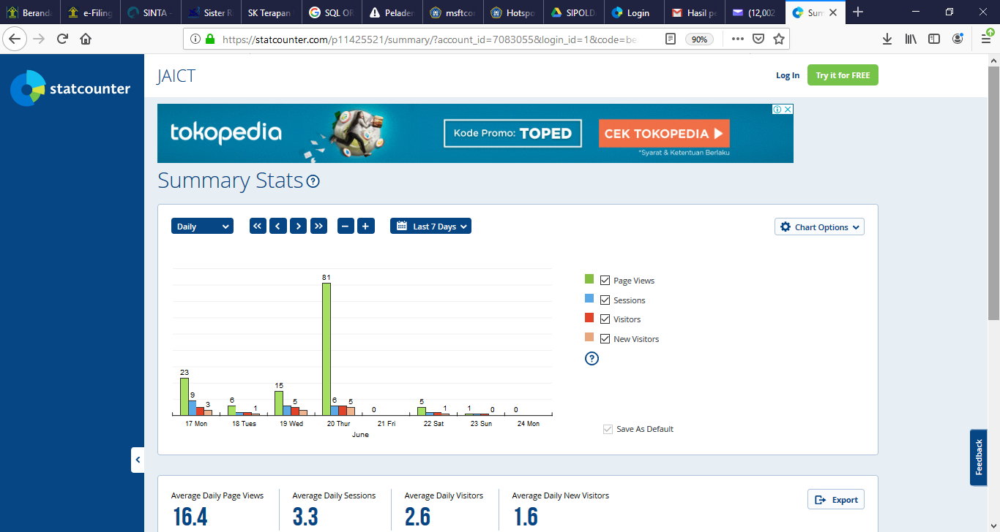 Berand e-Filing SINTA - Sister R SK Terapan SQL OR Peladen msftcon Hotspo SIPOLD Login Hasil pe (12,002 Sum
https://statcounter.com/p11425521/summary/?account_id=7083055&login_id=1&code=be 90%
statcounter
JAICT
Log In Try it for FREE
tokopedia Kode Promo: TOPED CEK TOKOPEDIA
*Syarat & Ketentuan Berlaku
Summary Stats ?
Daily << < > >> − + Last 7 Days Chart Options
81
23
9
3
6
1
15
5
6
5
0
5
1
1
0
0
17 Mon 18 Tues 19 Wed 20 Thur 21 Fri 22 Sat 23 Sun 24 Mon
June
Page Views
Sessions
Visitors
New Visitors
?
Save As Default
Feedback
Average Daily Page Views Average Daily Sessions Average Daily Visitors Average Daily New Visitors
16.4 3.3 2.6 1.6
Export